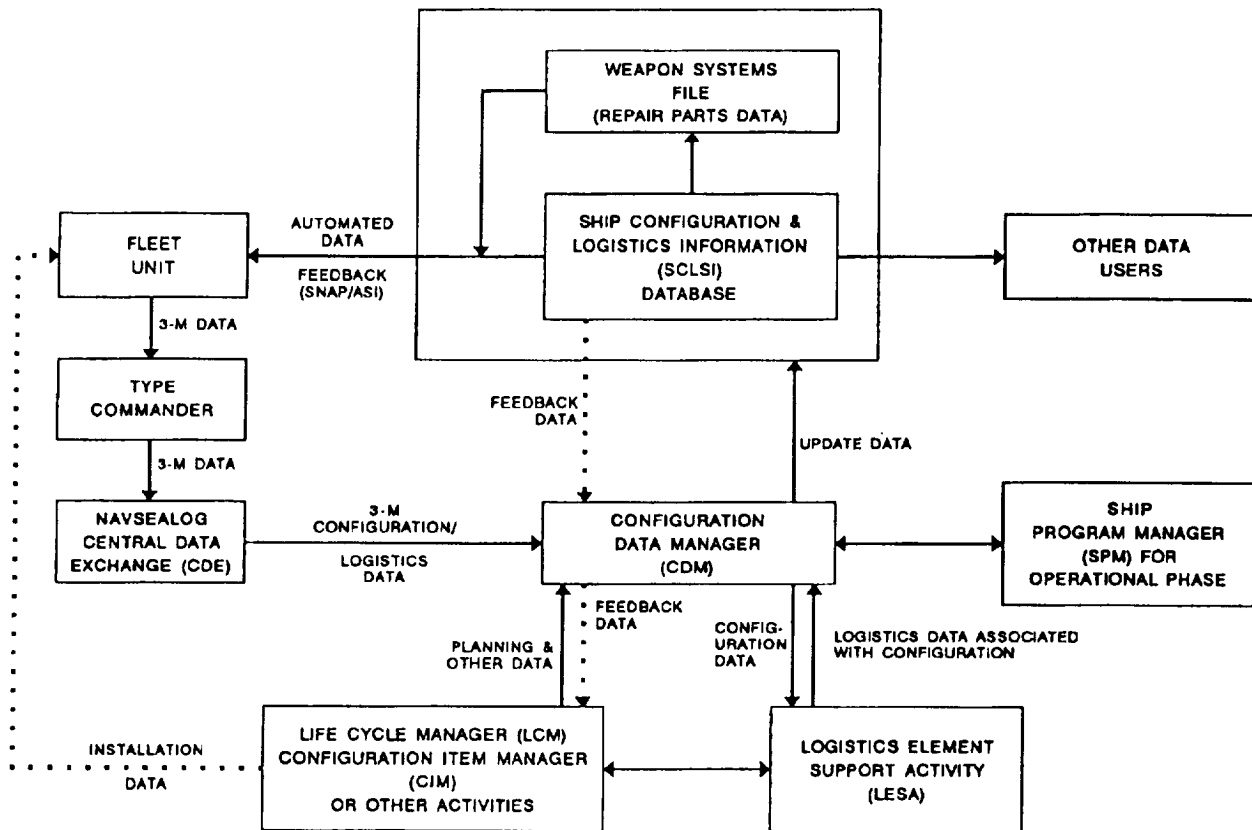 WEAPON SYSTEMS
FILE
(REPAIR PARTS DATA)
SHIP CONFIGURATION &
LOGISTICS INFORMATION
(SCLSI)
DATABASE
AUTOMATED
DATA
FEEDBACK
(SNAP/ASI)
FLEET
UNIT
OTHER DATA
USERS
3-M DATA
TYPE
COMMANDER
FEEDBACK
DATA
UPDATE DATA
3-M DATA
NAVSEALOG
CENTRAL DATA
EXCHANGE (CDE)
3-M
CONFIGURATION/
LOGISTICS
DATA
CONFIGURATION
DATA MANAGER
(CDM)
SHIP
PROGRAM MANAGER
(SPM) FOR
OPERATIONAL PHASE
PLANNING &
OTHER DATA
FEEDBACK
DATA
CONFIG-
URATION
DATA
LOGISTICS DATA ASSOCIATED
WITH CONFIGURATION
INSTALLATION
DATA
LIFE CYCLE MANAGER (LCM)
CONFIGURATION ITEM MANAGER
(CIM)
OR OTHER ACTIVITIES
LOGISTICS ELEMENT
SUPPORT ACTIVITY
(LESA)